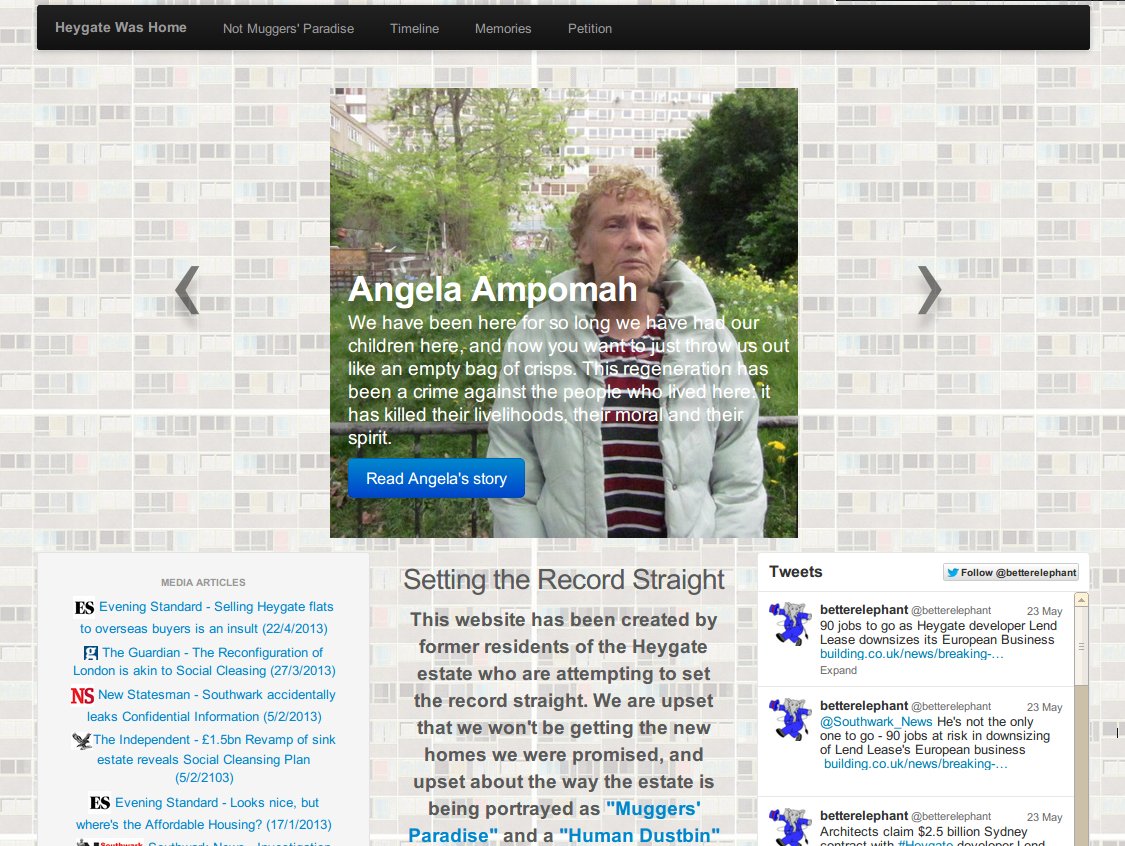 Heygate Was Home
Not Muggers' Paradise
Timeline
Memories
Petition
Angela Ampomah
We have been here for so long we have had our
children here, and now you want to just throw us out
like an empty bag of crisps. This regeneration has
been a crime against the people who lived here: it
has killed their livelihoods, their moral and their
spirit.
Read Angela's story
MEDIA ARTICLES
ES Evening Standard - Selling Heygate flats
to overseas buyers is an insult (22/4/2013)
g The Guardian - The Reconfiguration of
London is akin to Social Cleasing (27/3/2013)
NS New Statesman - Southwark accidentally
leaks Confidential Information (5/2/2013)
The Independent - £1.5bn Revamp of sink
estate reveals Social Cleansing Plan
(5/2/2103)
ES Evening Standard - Looks nice, but
where's the Affordable Housing? (17/1/2013)
Southwark Southwark News - Investigation
Setting the Record Straight
This website has been created by
former residents of the Heygate
estate who are attempting to set
the record straight. We are upset
that we won't be getting the new
homes we were promised, and
upset about the way the estate is
being portrayed as "Muggers'
Paradise" and a "Human Dustbin"
Tweets
Follow @betterelephant
betterelephant @betterelephant 23 May
90 jobs to go as Heygate developer Lend
Lease downsizes its European Business
building.co.uk/news/breaking-…
Expand
betterelephant @betterelephant 23 May
@Southwark_News He's not the only
one to go - 90 jobs at risk in downsizing
of Lend Lease's European business
building.co.uk/news/breaking-…
betterelephant @betterelephant 23 May
Architects claim $2.5 billion Sydney
contract with #Heygate developer Lend